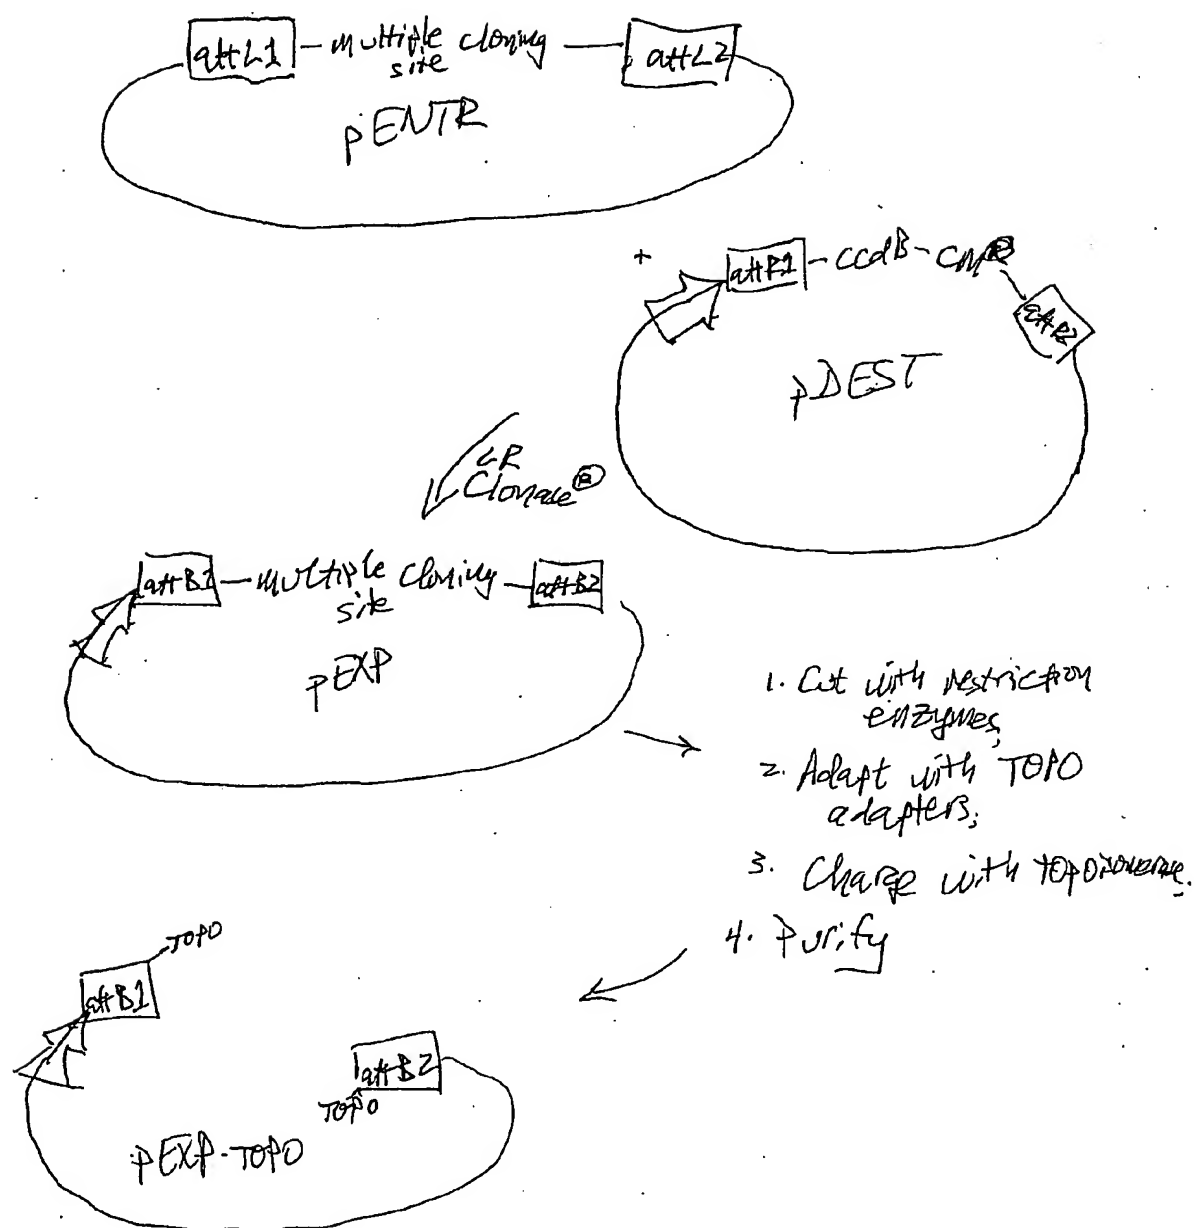 attL1 - multiple cloning — attL2
site
pENTR
+ attR1 - ccdB - CmR
attR2
pDEST
LR
Clonase®
attB1 - multiple cloning - attB2
site
pEXP
1. Cut with restriction
enzymes;
2. Adapt with TOPO
adapters;
3. Charge with topoisomerase.
4. Purify
TOPO
attB1
attB2
TOPO
pEXP-TOPO